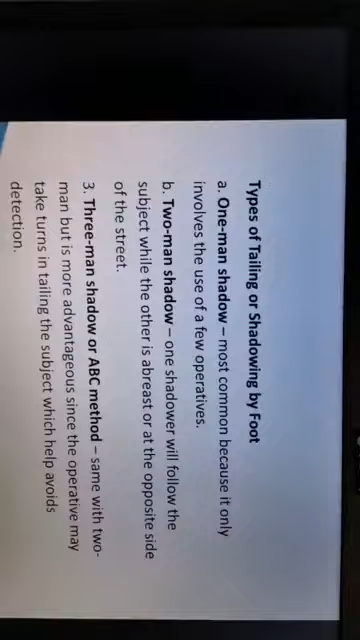 Types of Tailing or Shadowing by Foot
a. One-man shadow – most common because it only
involves the use of a few operatives.
b. Two-man shadow – one shadower will follow the
subject while the other is abreast or at the opposite side
of the street.
3. Three-man shadow or ABC method – same with two-
man but is more advantageous since the operative may
take turns in tailing the subject which help avoids
detection.